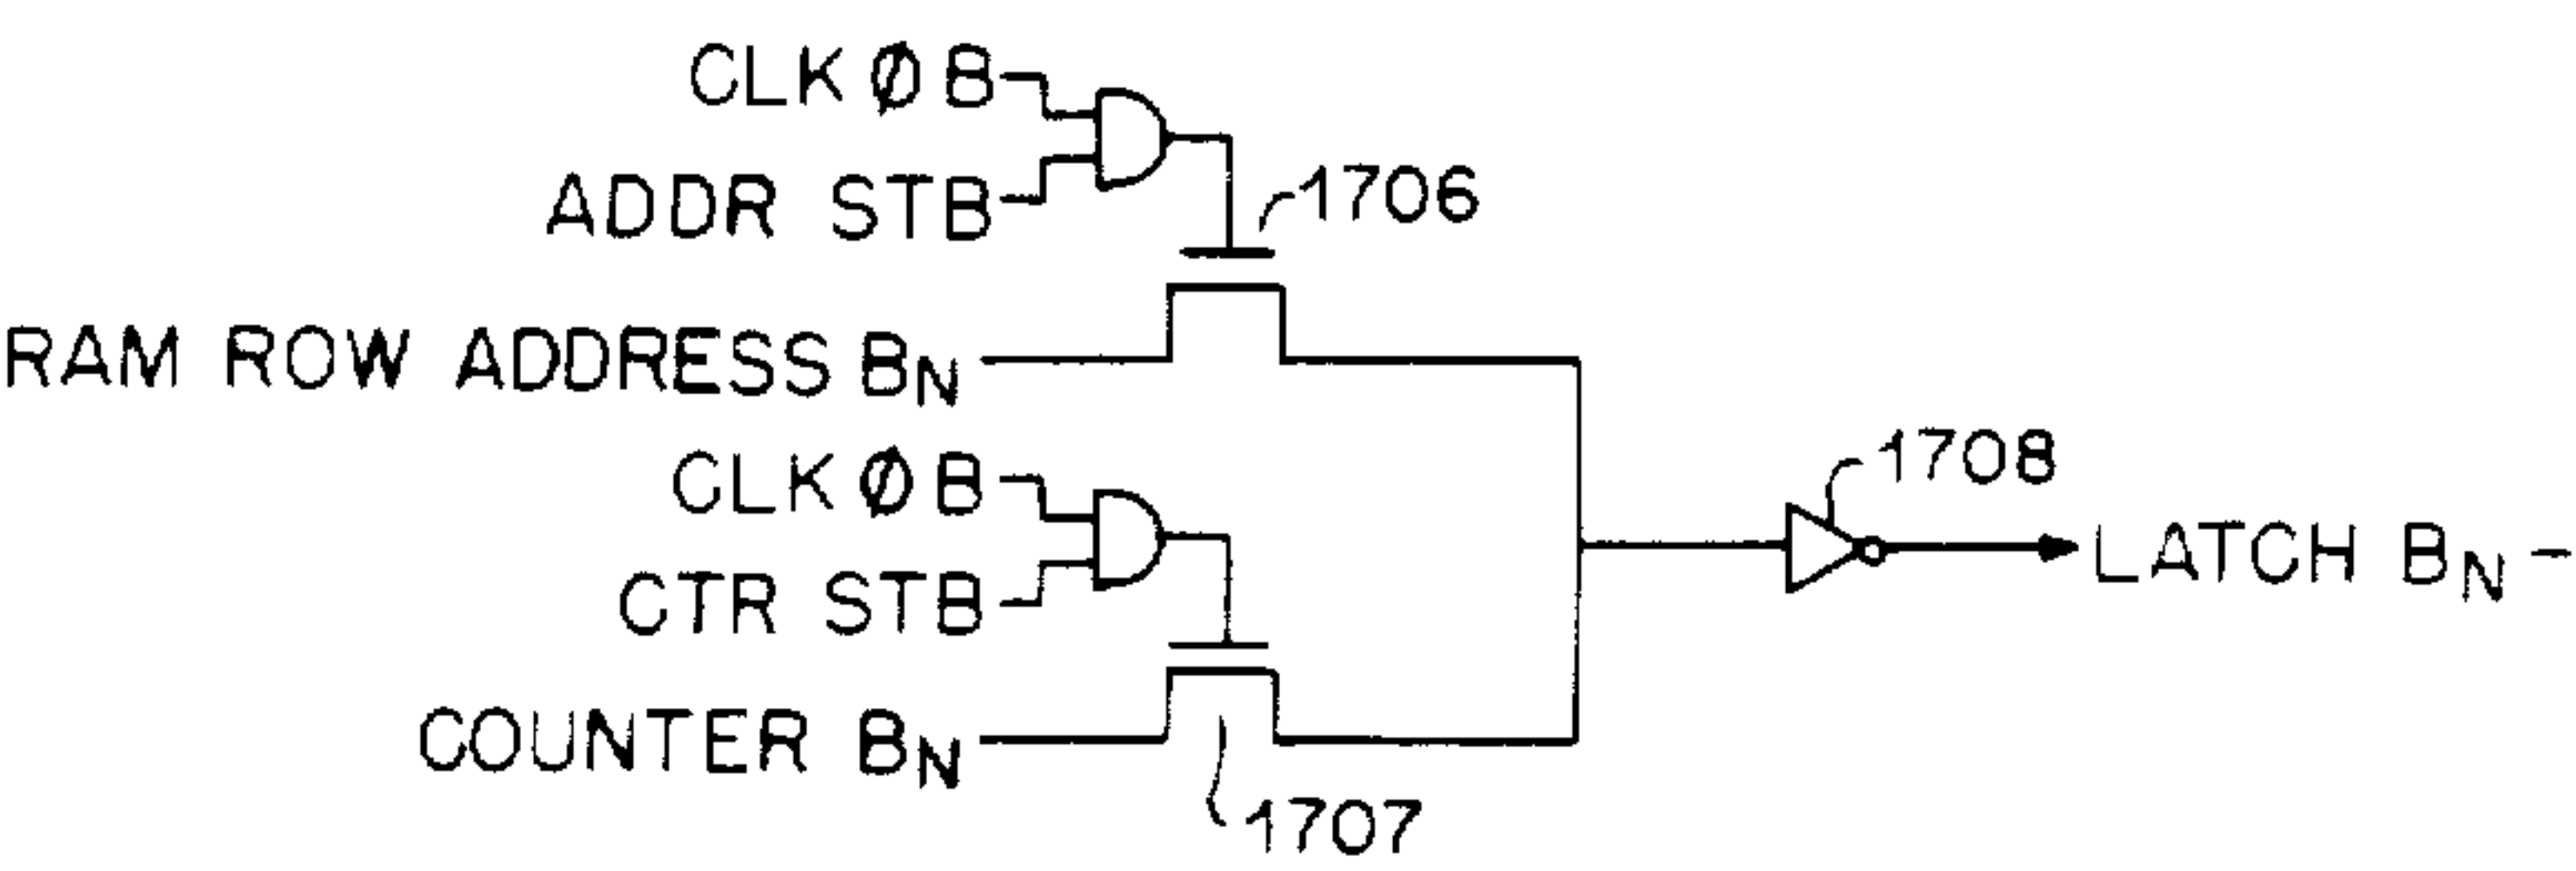 CLK ØB
ADDR STB
1706
RAM ROW ADDRESS BN
CLK ØB
1708
LATCH BN -
CTR STB
COUNTER BN
1707